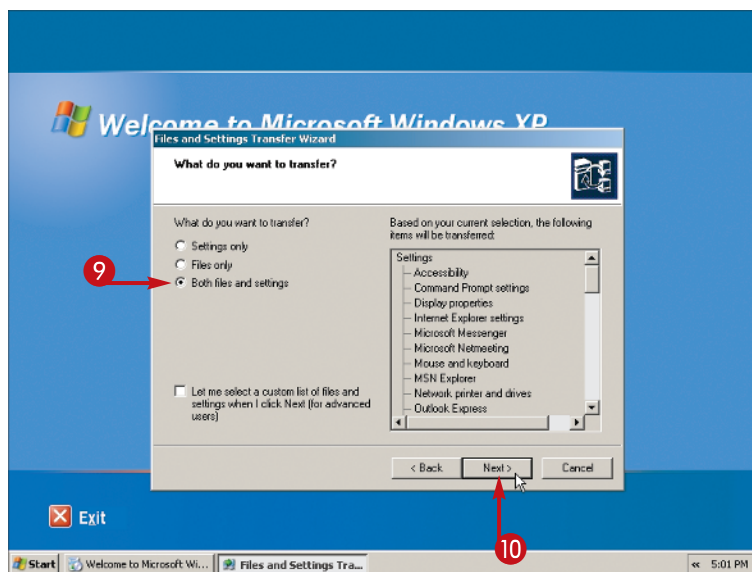 Welcome to Microsoft Windows XP
Files and Settings Transfer Wizard
What do you want to transfer?
What do you want to transfer?
Settings only
Files only
9
Both files and settings
Let me select a custom list of files and
settings when I click Next (for advanced
users)
Based on your current selection, the following
items will be transferred:
Settings
Accessibility
Command Prompt settings
Display properties
Internet Explorer settings
Microsoft Messenger
Microsoft Netmeeting
Mouse and keyboard
MSN Explorer
Network printer and drives
Outlook Express
< Back
Next >
Cancel
10
Exit
Start
Welcome to Microsoft Wi...
Files and Settings Tra...
«
5:01 PM